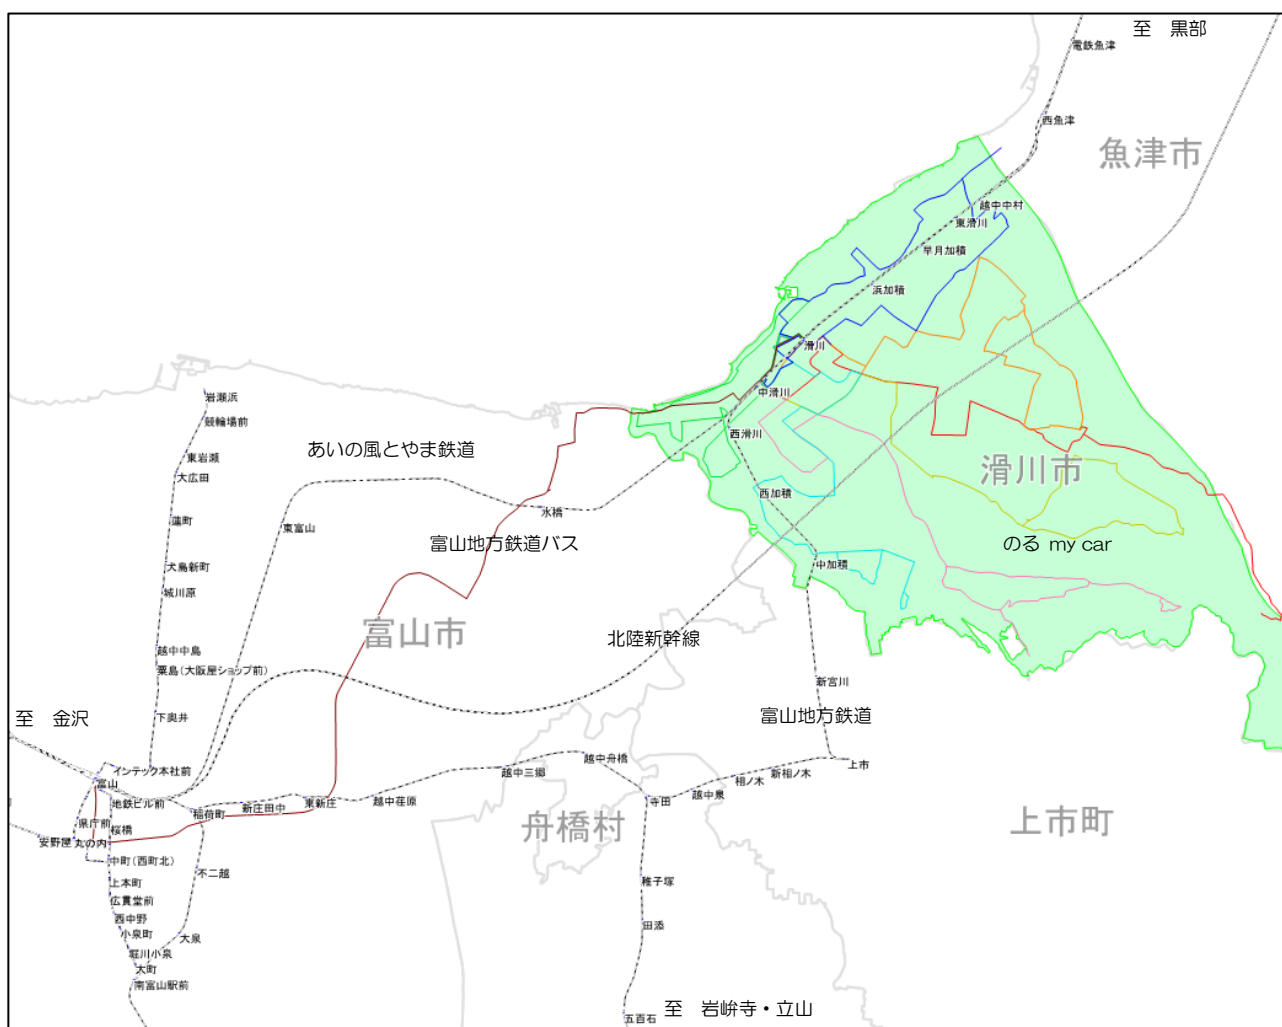 至　黒部
電鉄魚津
西魚津
魚津市
越中中村
東滑川
早月加積
浜加積
滑川
中滑川
岩瀬浜
競輪場前
西滑川
あいの風とやま鉄道
東岩瀬
滑川市
大広田
西加積
水橋
蓮町
東富山
富山地方鉄道バス
のる my car
犬島新町
中加積
城川原
富山市
北陸新幹線
越中中島
粟島(大阪屋ショップ前)
新宮川
至　金沢
下奥井
富山地方鉄道
越中舟橋
上市
インテック本社前
越中三郷
新相ノ木
相ノ木
富山
越中泉
地鉄ビル前
東新庄
越中荏原
寺田
新庄田中
稲荷町
県庁前
桜橋
舟橋村
上市町
安野屋
丸の内
中町(西町北)
不二越
上本町
稚子塚
広貫堂前
西中野
田添
小泉町
大泉
堀川小泉
大町
南富山駅前
至　岩峅寺・立山
五百石